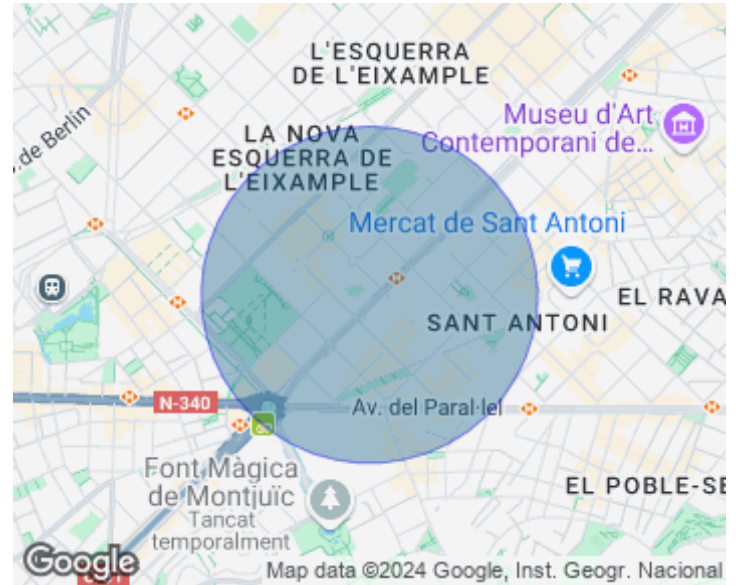 L'ESQUERRA
DE L'EIXAMPLE
Museu d'Art
Contemporani de...
LA NOVA
ESQUERRA DE
L'EIXAMPLE
de Berlin
Mercat de Sant Antoni
EL RAVA
SANT ANTONI
N-340
Av. del Paral·lel
Font Màgica
de Montjuïc
Tancat
temporalment
EL POBLE-SE
Google
Map data ©2024 Google, Inst. Geogr. Nacional